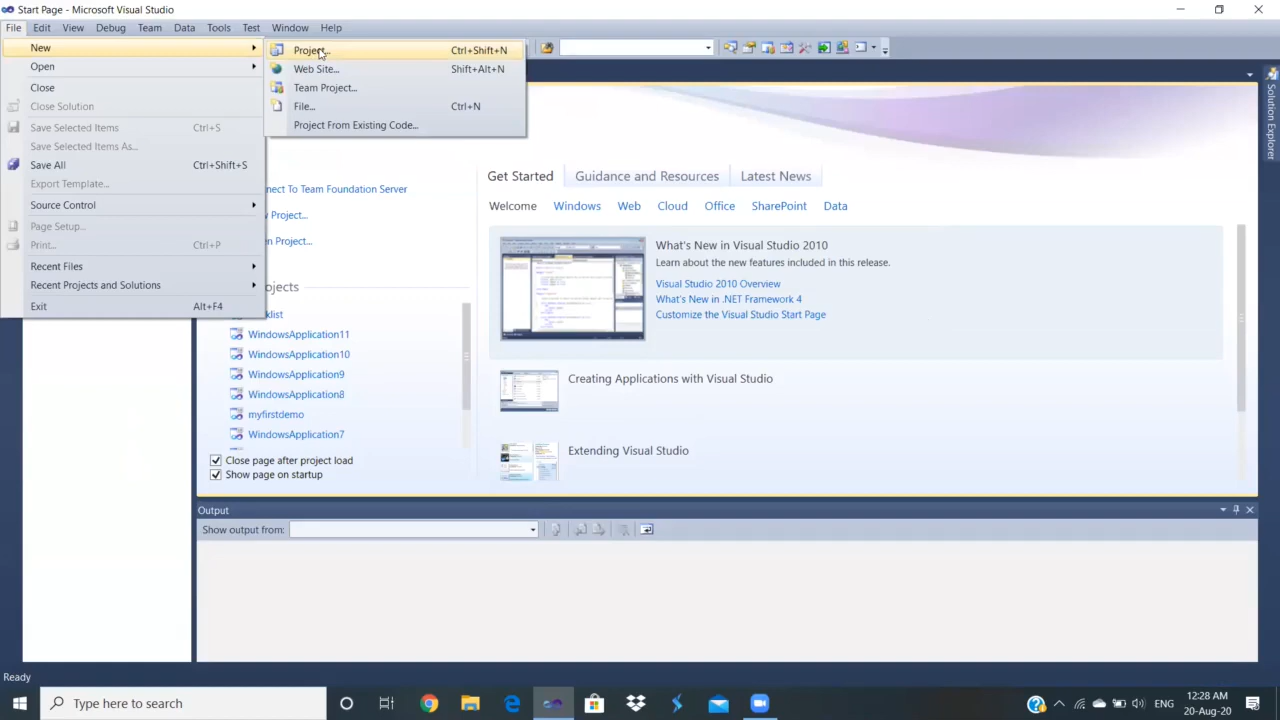 Start Page - Microsoft Visual Studio
File Edit View Debug Team Data Tools Test Window Help
New
Project... Ctrl+Shift+N
Open
Web Site... Shift+Alt+N
Close
Team Project...
Close Solution
File... Ctrl+N
Save Selected Items Ctrl+S
Project From Existing Code...
Save Selected Items As...
Save All Ctrl+Shift+S
Export Template...
Source Control
Page Setup...
Print... Ctrl+P
Recent Files
Recent Projects and Solutions
Exit Alt+F4
Solution Explorer
To Team Foundation Server
Project...
Project...
WindowsApplication11
WindowsApplication10
WindowsApplication9
WindowsApplication8
myfirstdemo
WindowsApplication7
Close page after project load
Show page on startup
Get Started Guidance and Resources Latest News
Welcome Windows Web Cloud Office SharePoint Data
What's New in Visual Studio 2010
Learn about the new features included in this release.
Visual Studio 2010 Overview
What's New in .NET Framework 4
Customize the Visual Studio Start Page
Creating Applications with Visual Studio
Extending Visual Studio
Output
Show output from:
Ready
Type here to search
ENG
12:28 AM
20-Aug-20